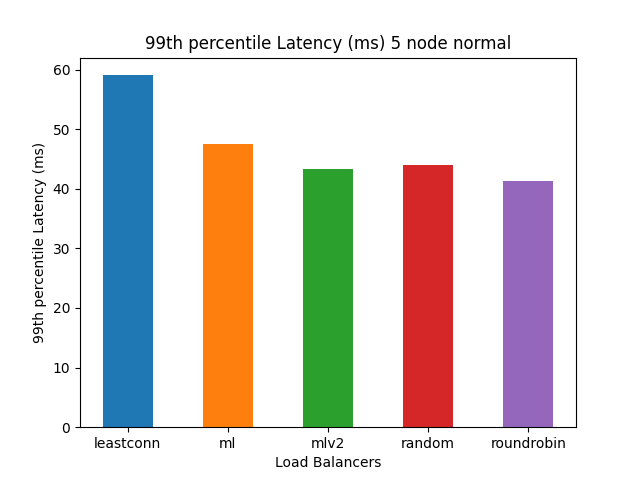 99th percentile Latency (ms) 5 node normal
99th percentile Latency (ms)
60
50
40
30
20
10
0
leastconn ml mlv2 random roundrobin
Load Balancers